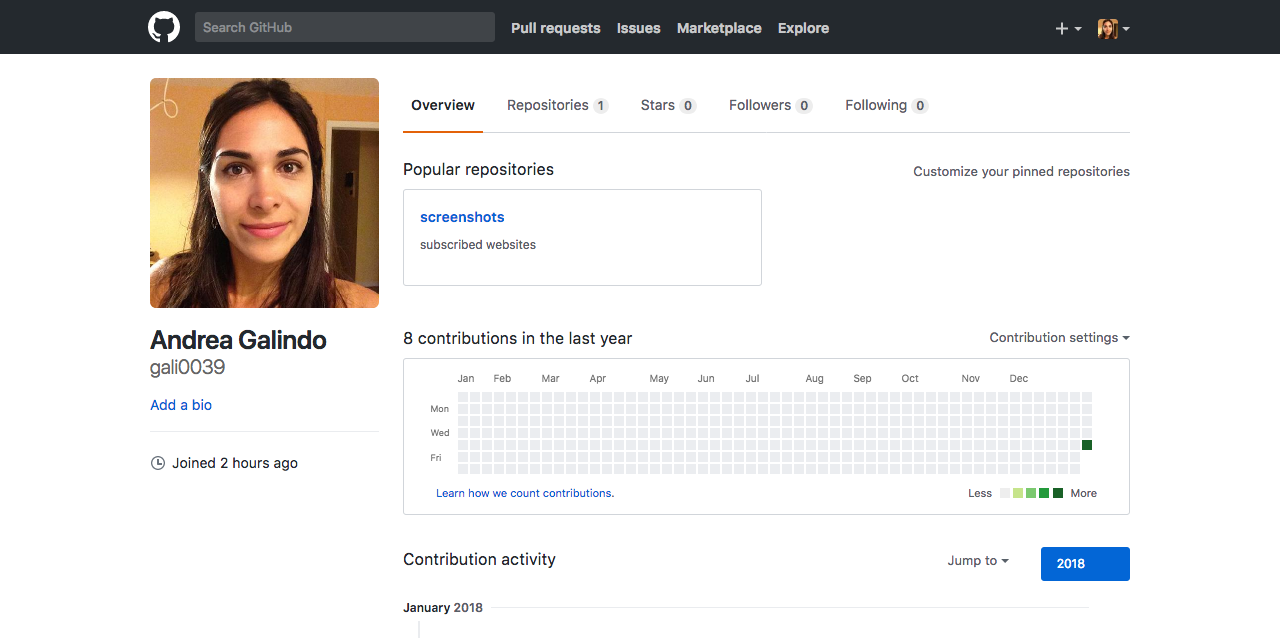 Search GitHub
Pull requests
Issues
Marketplace
Explore
Overview
Repositories 1
Stars 0
Followers 0
Following 0
Popular repositories
Customize your pinned repositories
screenshots
subscribed websites
Andrea Galindo
gali0039
Add a bio
Joined 2 hours ago
8 contributions in the last year
Contribution settings
Jan Feb Mar Apr May Jun Jul Aug Sep Oct Nov Dec
Mon
Wed
Fri
Learn how we count contributions.
Less
More
Contribution activity
Jump to
2018
January 2018